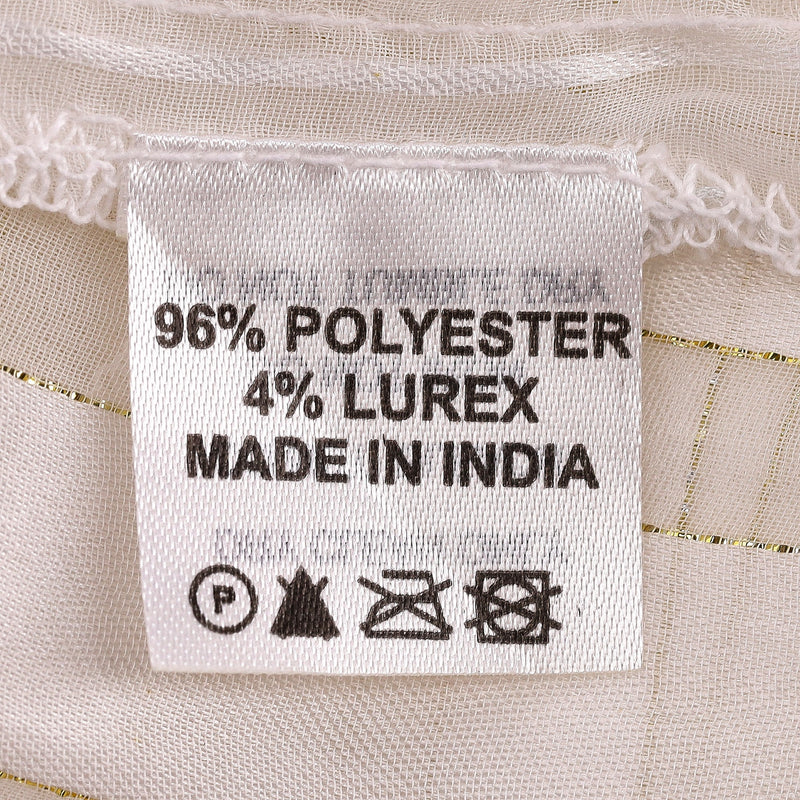 96% POLYESTER
4% LUREX
MADE IN INDIA
P